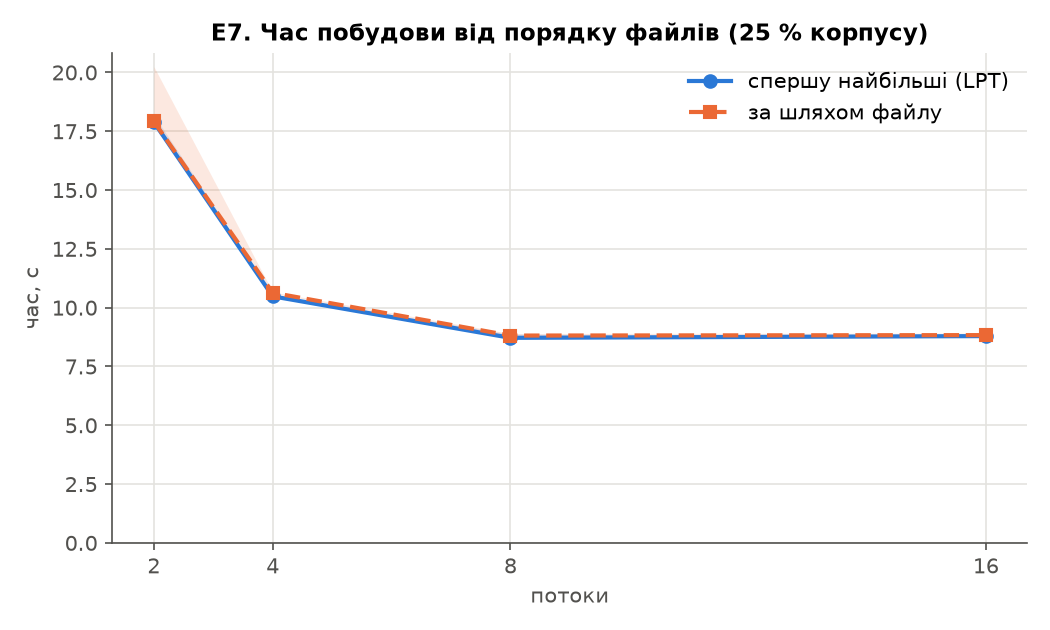 E7. Час побудови від порядку файлів (25 % корпусу)
спершу найбільші (LPT)
за шляхом файлу
20.0
17.5
15.0
12.5
10.0
7.5
5.0
2.5
0.0
час, с
2 4 8 16
потоки